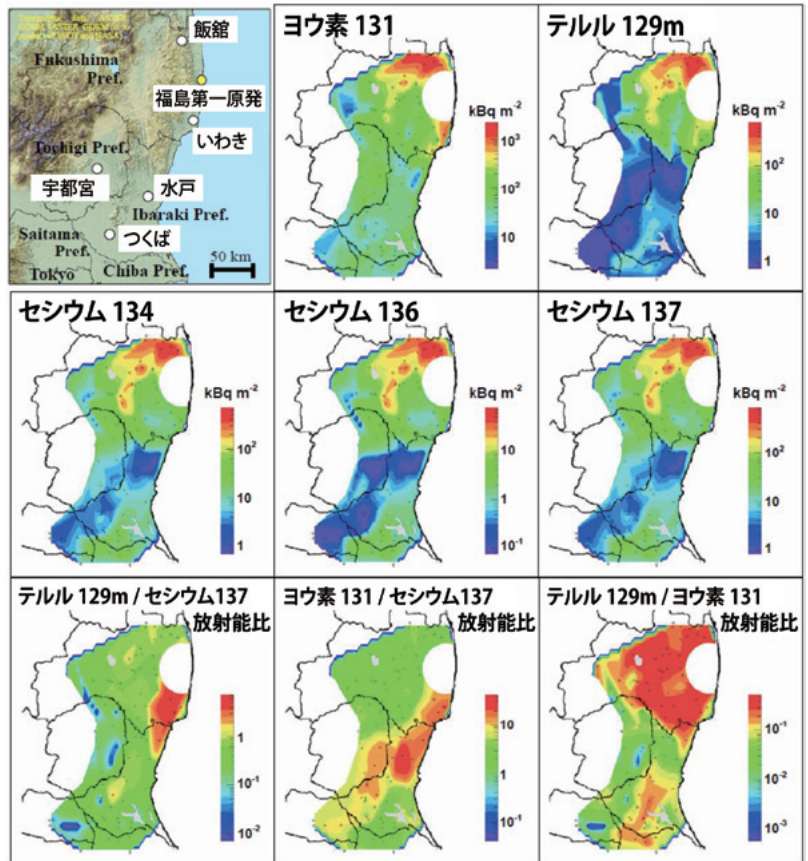 飯舘
Fukushima
Pref.
福島第一原発
いわき
Tochigi Pref.
宇都宮
水戸
Ibaraki Pref.
Saitama
Pref.
つくば
Tokyo
Chiba Pref.
50 km
ヨウ素 131
kBq m⁻²
10³
10²
10
テルル 129m
kBq m⁻²
10²
10
1
セシウム 134
kBq m⁻²
10²
10
1
セシウム 136
kBq m⁻²
10
1
10⁻¹
セシウム 137
kBq m⁻²
10²
10
1
テルル 129m / セシウム137
放射能比
1
10⁻¹
10⁻²
ヨウ素 131 / セシウム137
放射能比
10
1
10⁻¹
テルル 129m / ヨウ素 131
放射能比
10⁻¹
10⁻²
10⁻³